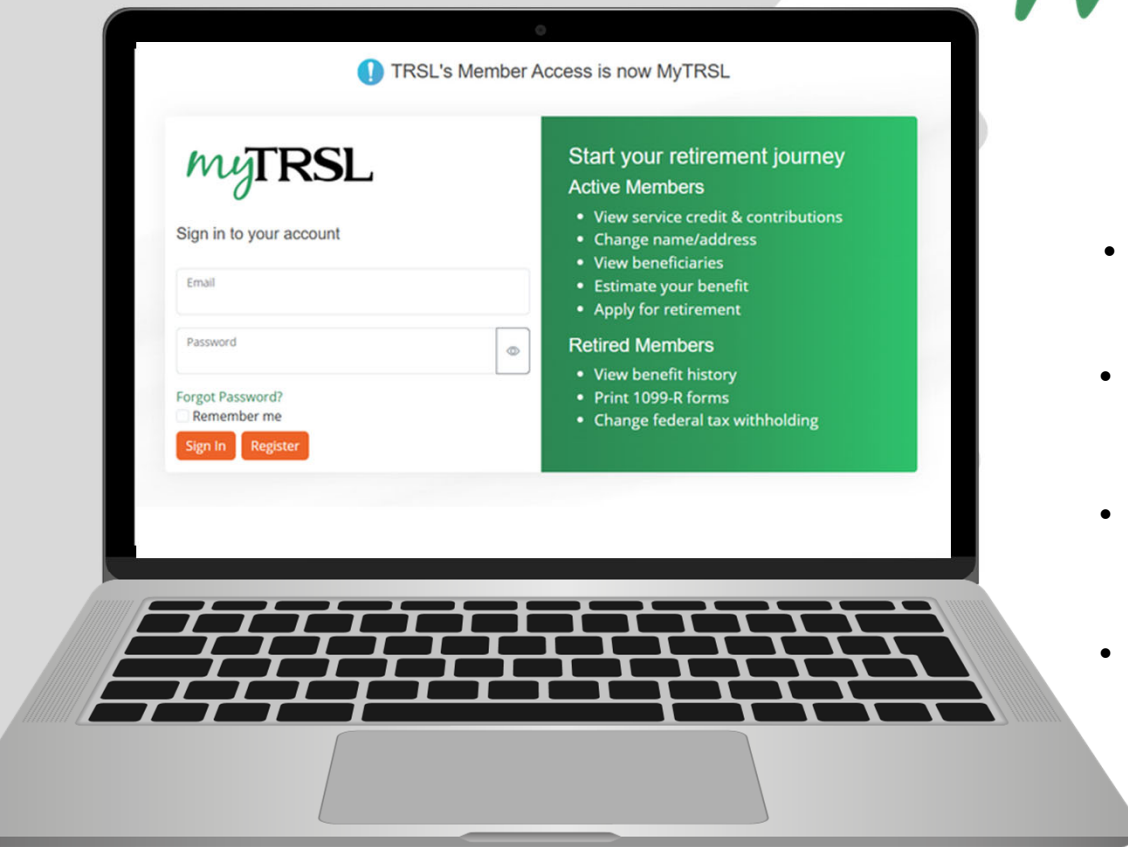 TRSL's Member Access is now MyTRSL
myTRSL
Sign in to your account
Email
Password
Forgot Password?
Remember me
Sign In Register
Start your retirement journey
Active Members
• View service credit & contributions
• Change name/address
• View beneficiaries
• Estimate your benefit
• Apply for retirement
Retired Members
• View benefit history
• Print 1099-R forms
• Change federal tax withholding